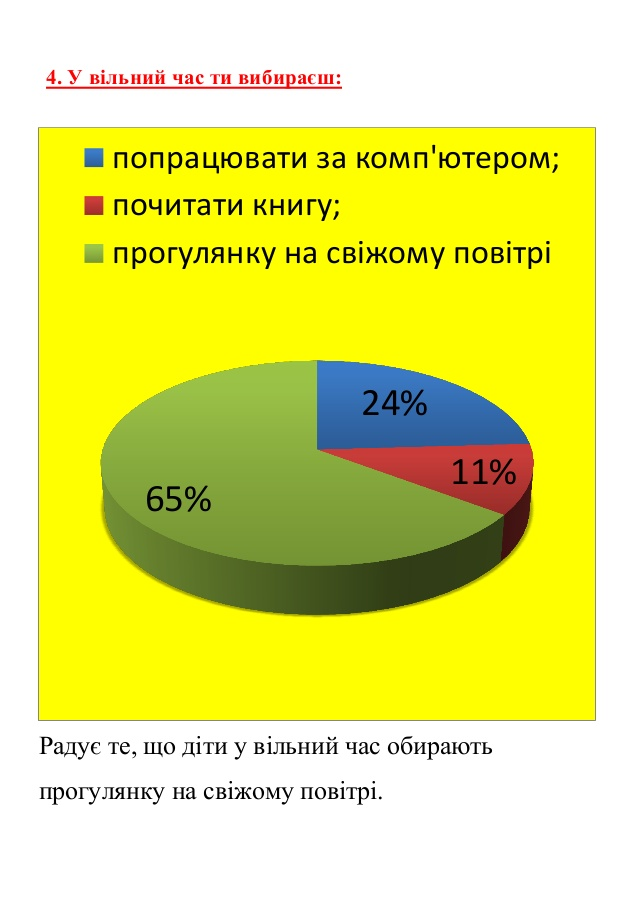 4. У вільний час ти вибираєш:
попрацювати за комп'ютером;
почитати книгу;
прогулянку на свіжому повітрі
24%
11%
65%
Радує те, що діти у вільний час обирають
прогулянку на свіжому повітрі.